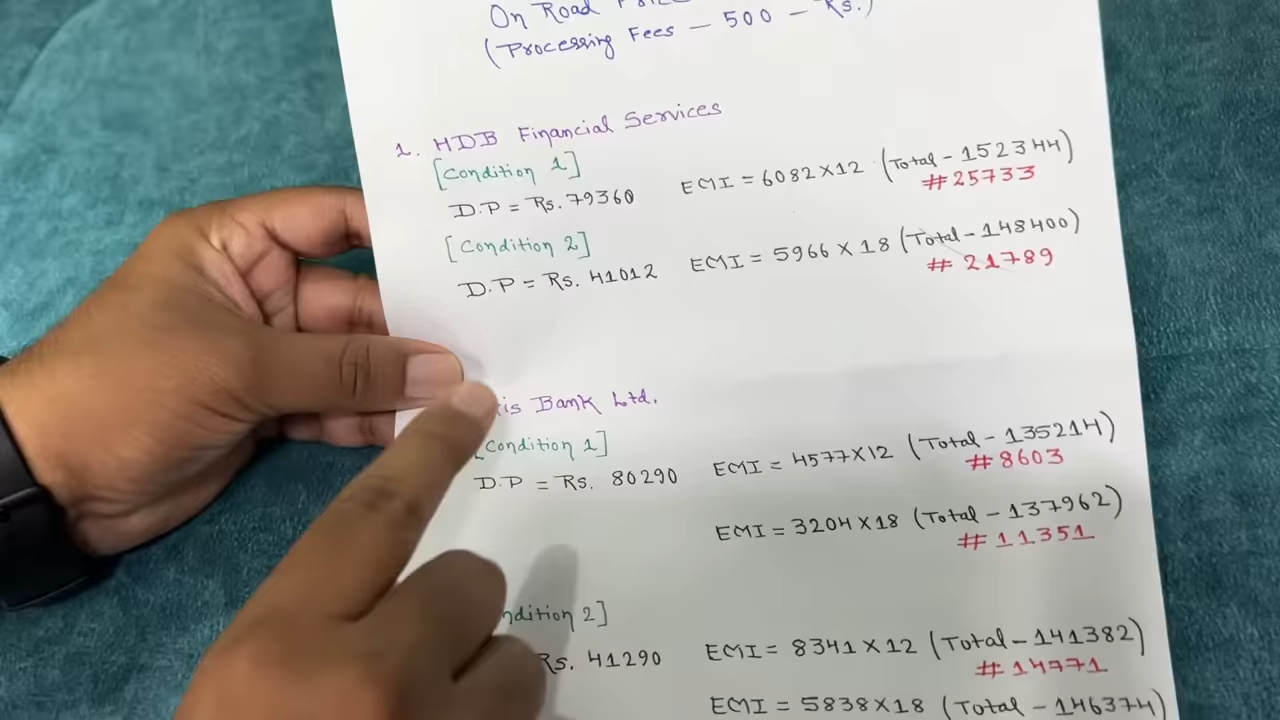 On Road
(Processing Fees - 500 - Rs.)
1. HDB Financial Services
[Condition 1]
D.P = Rs. 79360 EMI = 6082 X 12 (Total - 152344)
# 25733
[Condition 2]
D.P = Rs. 41012 EMI = 5966 X 18 (Total - 148400)
# 21789
Bank Ltd.
[Condition 1]
D.P = Rs. 80290 EMI = 4577 X 12 (Total - 135214)
# 8603
EMI = 3204 X 18 (Total - 137962)
# 11351
2]
Rs. 41290 EMI = 8341 X 12 (Total - 141382)
# 14771
EMI = 5838 X 18 (Total - 146374)